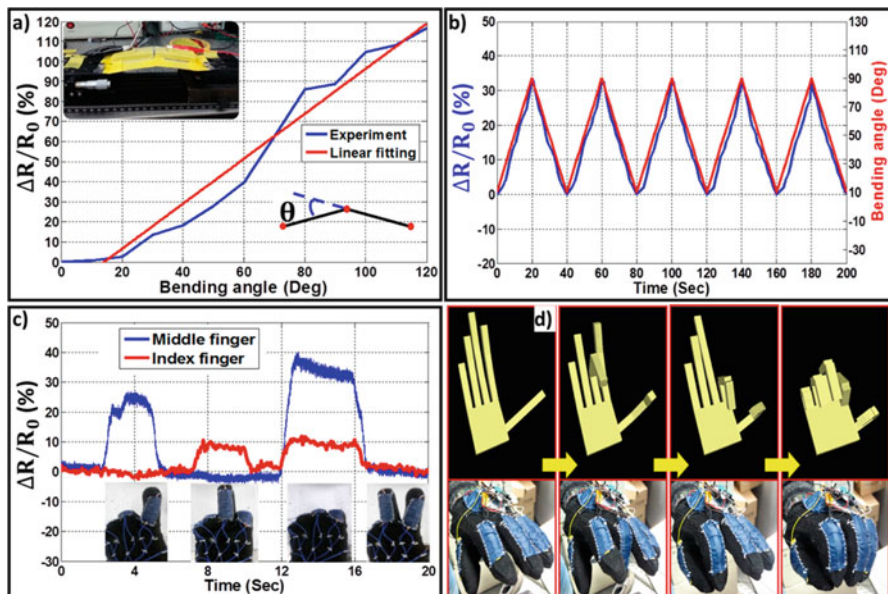 a)
120
110
100
90
80
70
60
50
40
30
20
10
0
ΔR/R₀ (%)
Experiment
Linear fitting
θ
0 20 40 60 80 100 120
Bending angle (Deg)
b)
50
40
30
20
10
0
-10
-20
ΔR/R₀ (%)
130
110
90
70
50
30
10
-10
-30
Bending angle (Deg)
0 20 40 60 80 100 120 140 160 180 200
Time (Sec)
c)
50
40
30
20
10
0
-10
-20
-30
ΔR/R₀ (%)
Middle finger
Index finger
0 4 8 12 16 20
Time (Sec)
d)